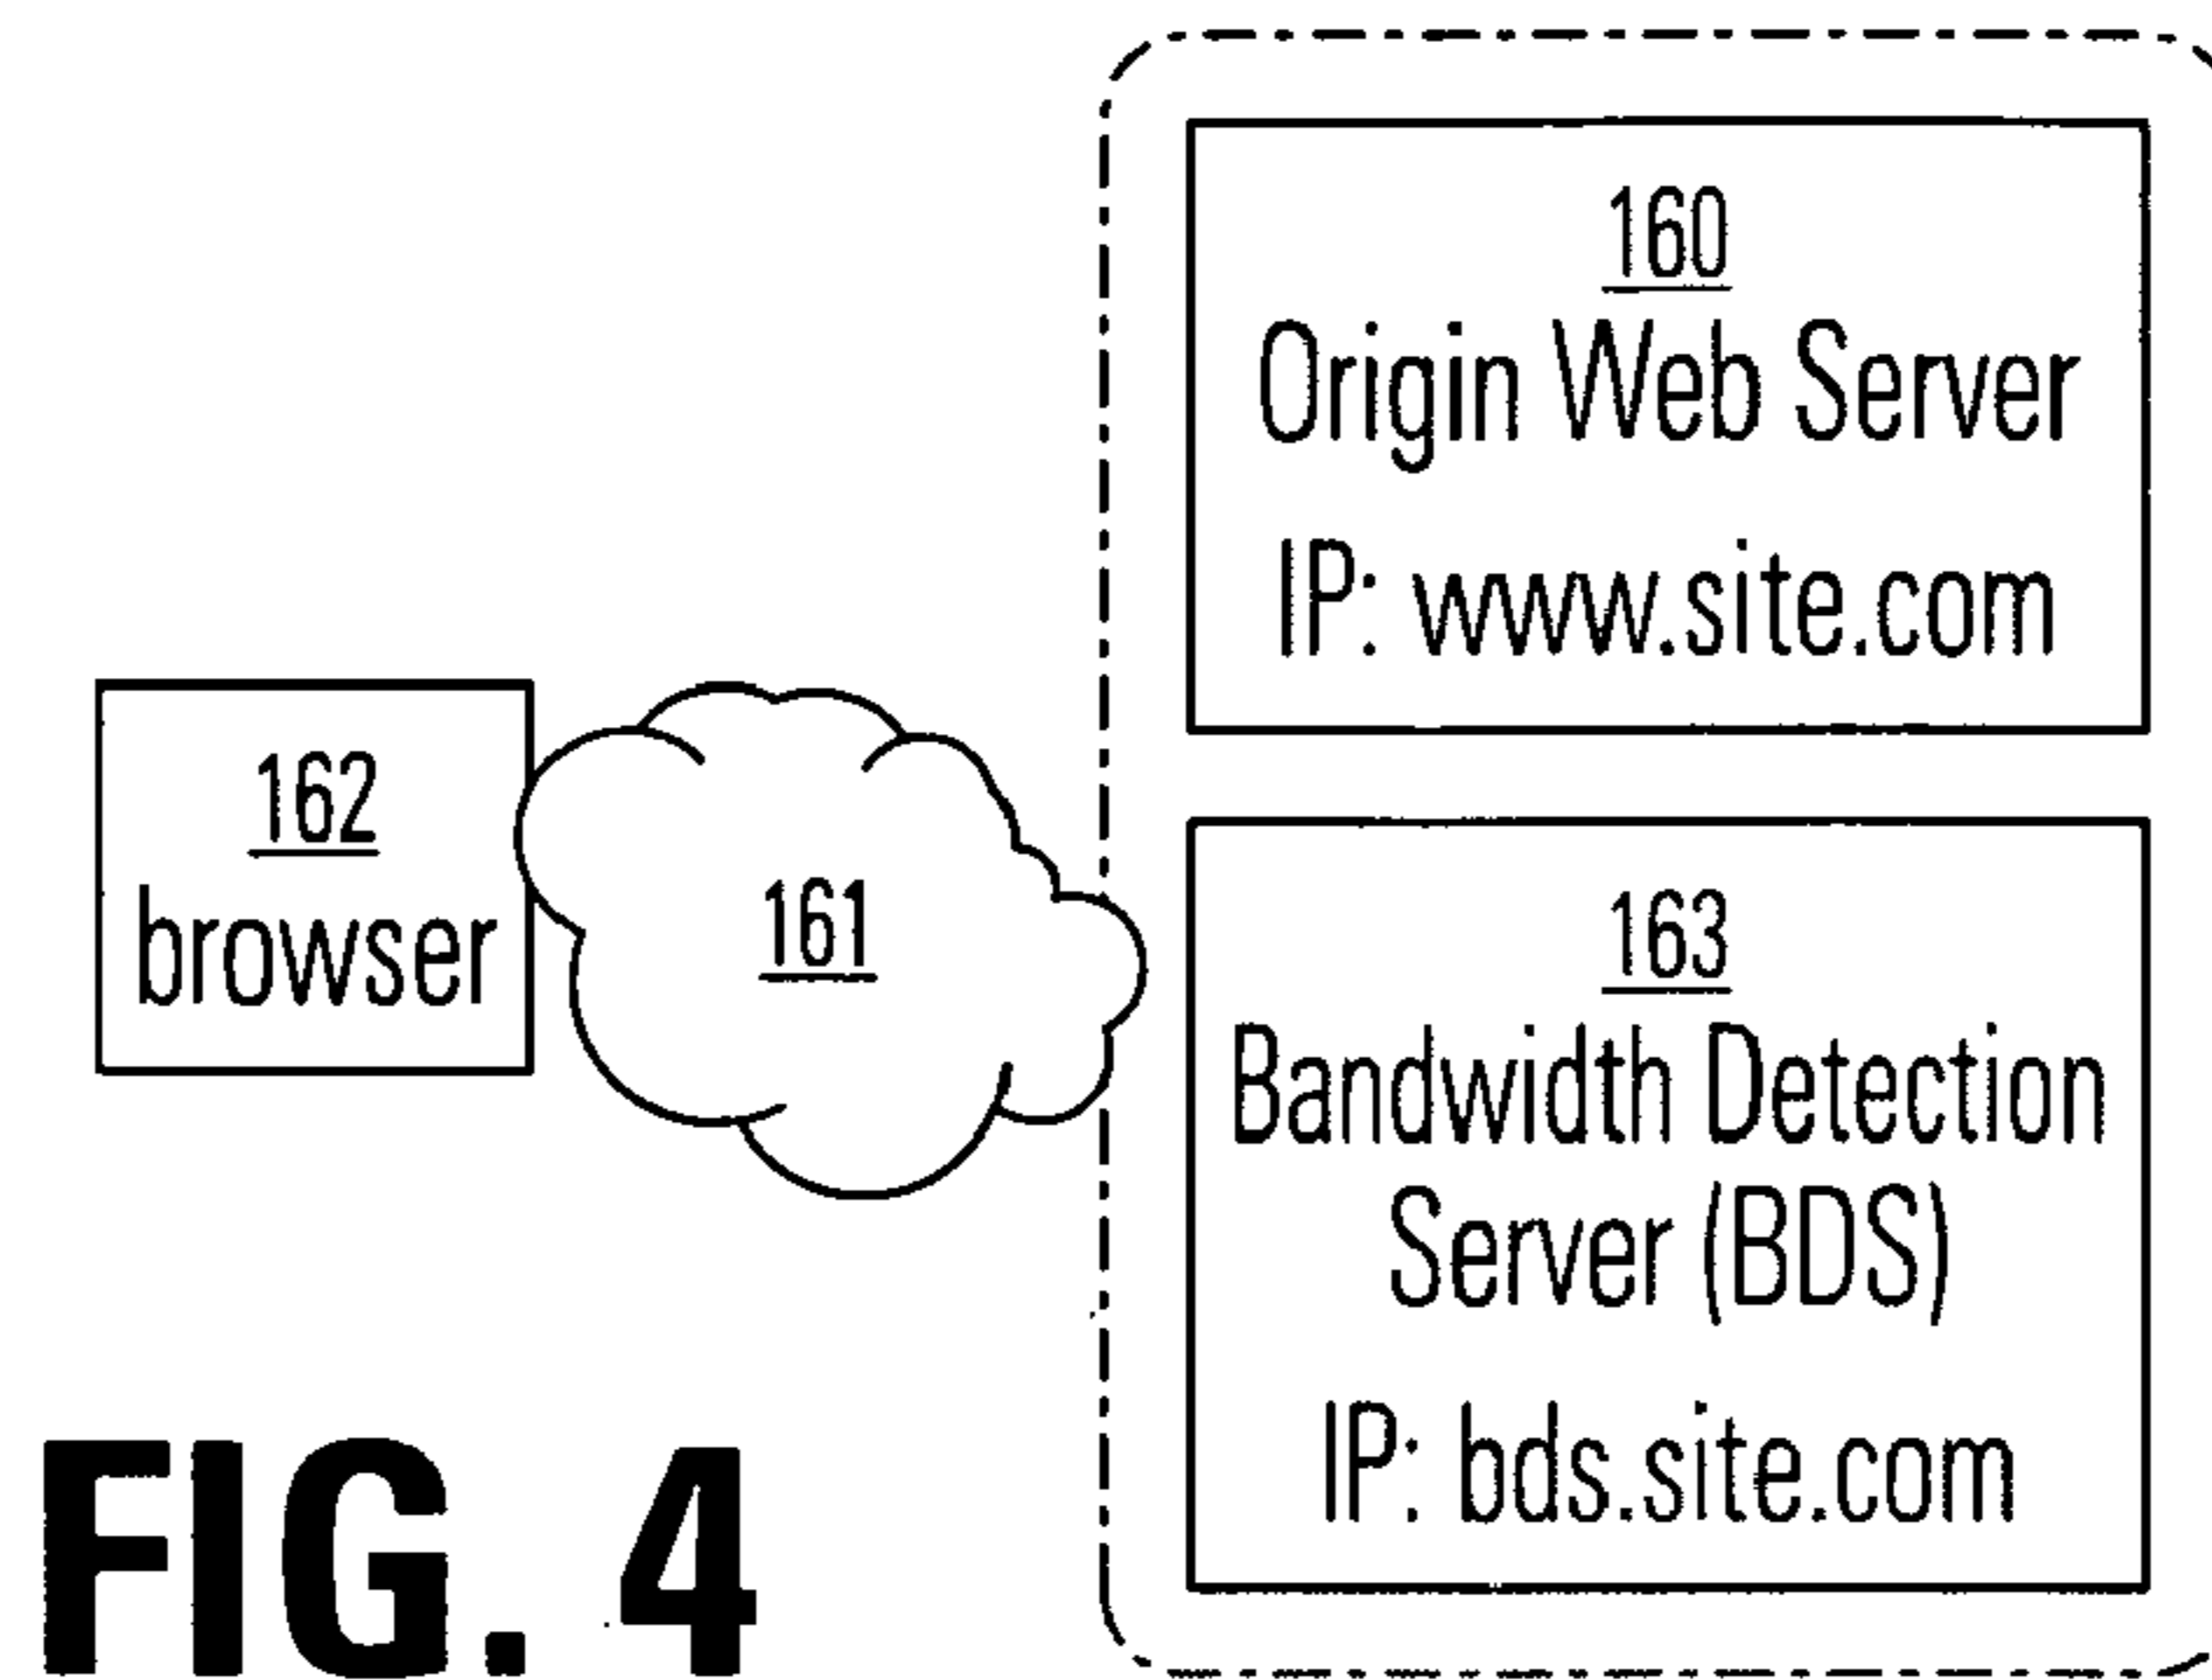 160
Origin Web Server
IP: www.site.com
162
browser
161
163
Bandwidth Detection
Server (BDS)
IP: bds.site.com
FIG. 4